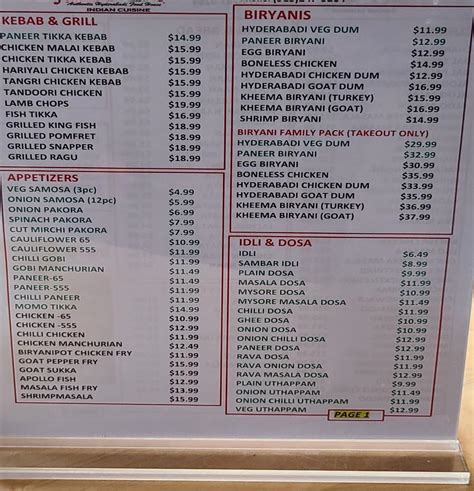 Authentic Hyderabadi Food House
INDIAN CUISINE
KEBAB & GRILL
PANEER TIKKA KEBAB $14.99
CHICKEN MALAI KEBAB $15.99
CHICKEN TIKKA KEBAB $15.99
HARIYALI CHICKEN KEBAB $15.99
TANGRI CHICKEN KEBAB $15.99
TANDOORI CHICKEN $15.99
LAMB CHOPS $19.99
FISH TIKKA $16.99
GRILLED KING FISH $18.99
GRILLED POMFRET $18.99
GRILLED SNAPPER $18.99
GRILLED RAGU $18.99
APPETIZERS
VEG SAMOSA (3pc) $4.99
ONION SAMOSA (12pc) $5.99
ONION PAKORA $6.99
SPINACH PAKORA $7.99
CUT MIRCHI PAKORA $7.99
CAULIFLOWER 65 $10.99
CAULIFLOWER 555 $11.99
CHILLI GOBI $11.99
GOBI MANCHURIAN $11.49
PANEER-65 $11.49
PANEER-555 $11.99
CHILLI PANEER $11.49
MOMO TIKKA $14.99
CHICKEN -65 $10.99
CHICKEN -555 $12.99
CHILLI CHICKEN $11.99
CHICKEN MANCHURIAN $12.49
BIRYANIPOT CHICKEN FRY $11.99
GOAT PEPPER FRY $15.99
GOAT SUKKA $15.99
APOLLO FISH $12.99
MASALA FISH FRY $11.99
SHRIMPMASALA $15.99
BIRYANIS
HYDERABADI VEG DUM $11.99
PANEER BIRYANI $12.99
EGG BIRYANI $12.99
BONELESS CHICKEN $14.99
HYDERABADI CHICKEN DUM $12.99
HYDERABADI GOAT DUM $16.99
KHEEMA BIRYANI (TURKEY) $15.99
KHEEMA BIRYANI (GOAT) $16.99
SHRIMP BIRYANI $14.99
BIRYANI FAMILY PACK (TAKEOUT ONLY)
HYDERABADI VEG DUM $29.99
PANEER BIRYANI $32.99
EGG BIRYANI $30.99
BONELESS CHICKEN $35.99
HYDERABADI CHICKEN DUM $33.99
HYDERABADI GOAT DUM $35.99
KHEEMA BIRYANI (TURKEY) $36.99
KHEEMA BIRYANI (GOAT) $37.99
IDLI & DOSA
IDLI $6.49
SAMBAR IDLI $8.99
PLAIN DOSA $9.99
MASALA DOSA $11.99
MYSORE DOSA $10.99
MYSORE MASALA DOSA $11.49
CHILLI DOSA $11.99
GHEE DOSA $10.99
ONION DOSA $10.99
ONION CHILLI DOSA $12.99
PANEER DOSA $12.99
RAVA DOSA $11.99
RAVA ONION DOSA $11.99
RAVA MASALA DOSA $12.99
PLAIN UTHAPPAM $9.99
ONION UTHAPPAM $11.49
ONION CHILLI UTHAPPAM $11.99
VEG UTHAPPAM $12.99
PAGE 1